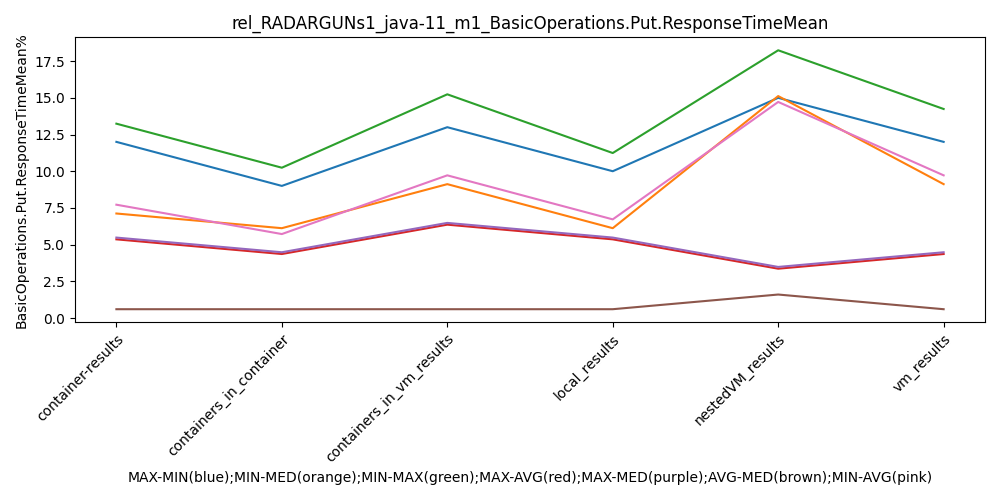 rel_RADARGUNs1_java-11_m1_BasicOperations.Put.ResponseTimeMean
BasicOperations.Put.ResponseTimeMean%
17.5
15.0
12.5
10.0
7.5
5.0
2.5
0.0
container-results
containers_in_container
containers_in_vm_results
local_results
nestedVM_results
vm_results
MAX-MIN(blue);MIN-MED(orange);MIN-MAX(green);MAX-AVG(red);MAX-MED(purple);AVG-MED(brown);MIN-AVG(pink)